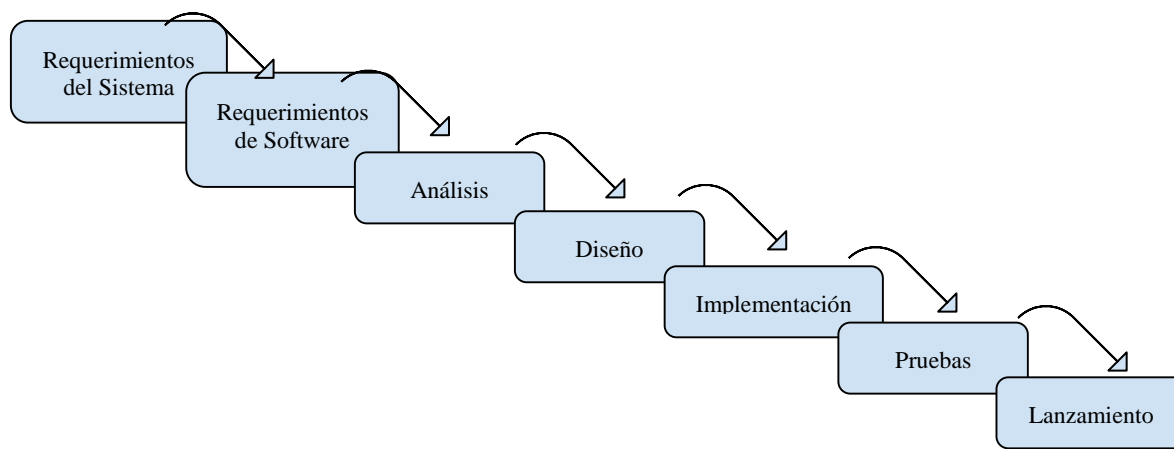 Requerimientos
del Sistema
Requerimientos
de Software
Análisis
Diseño
Implementación
Pruebas
Lanzamiento